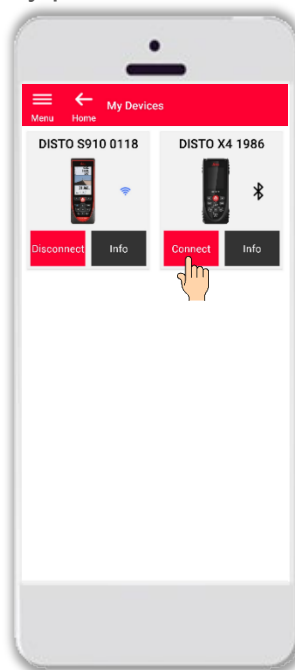 My Devices
Menu Home
DISTO S910 0118
DISTO X4 1986
Disconnect Info
Connect Info